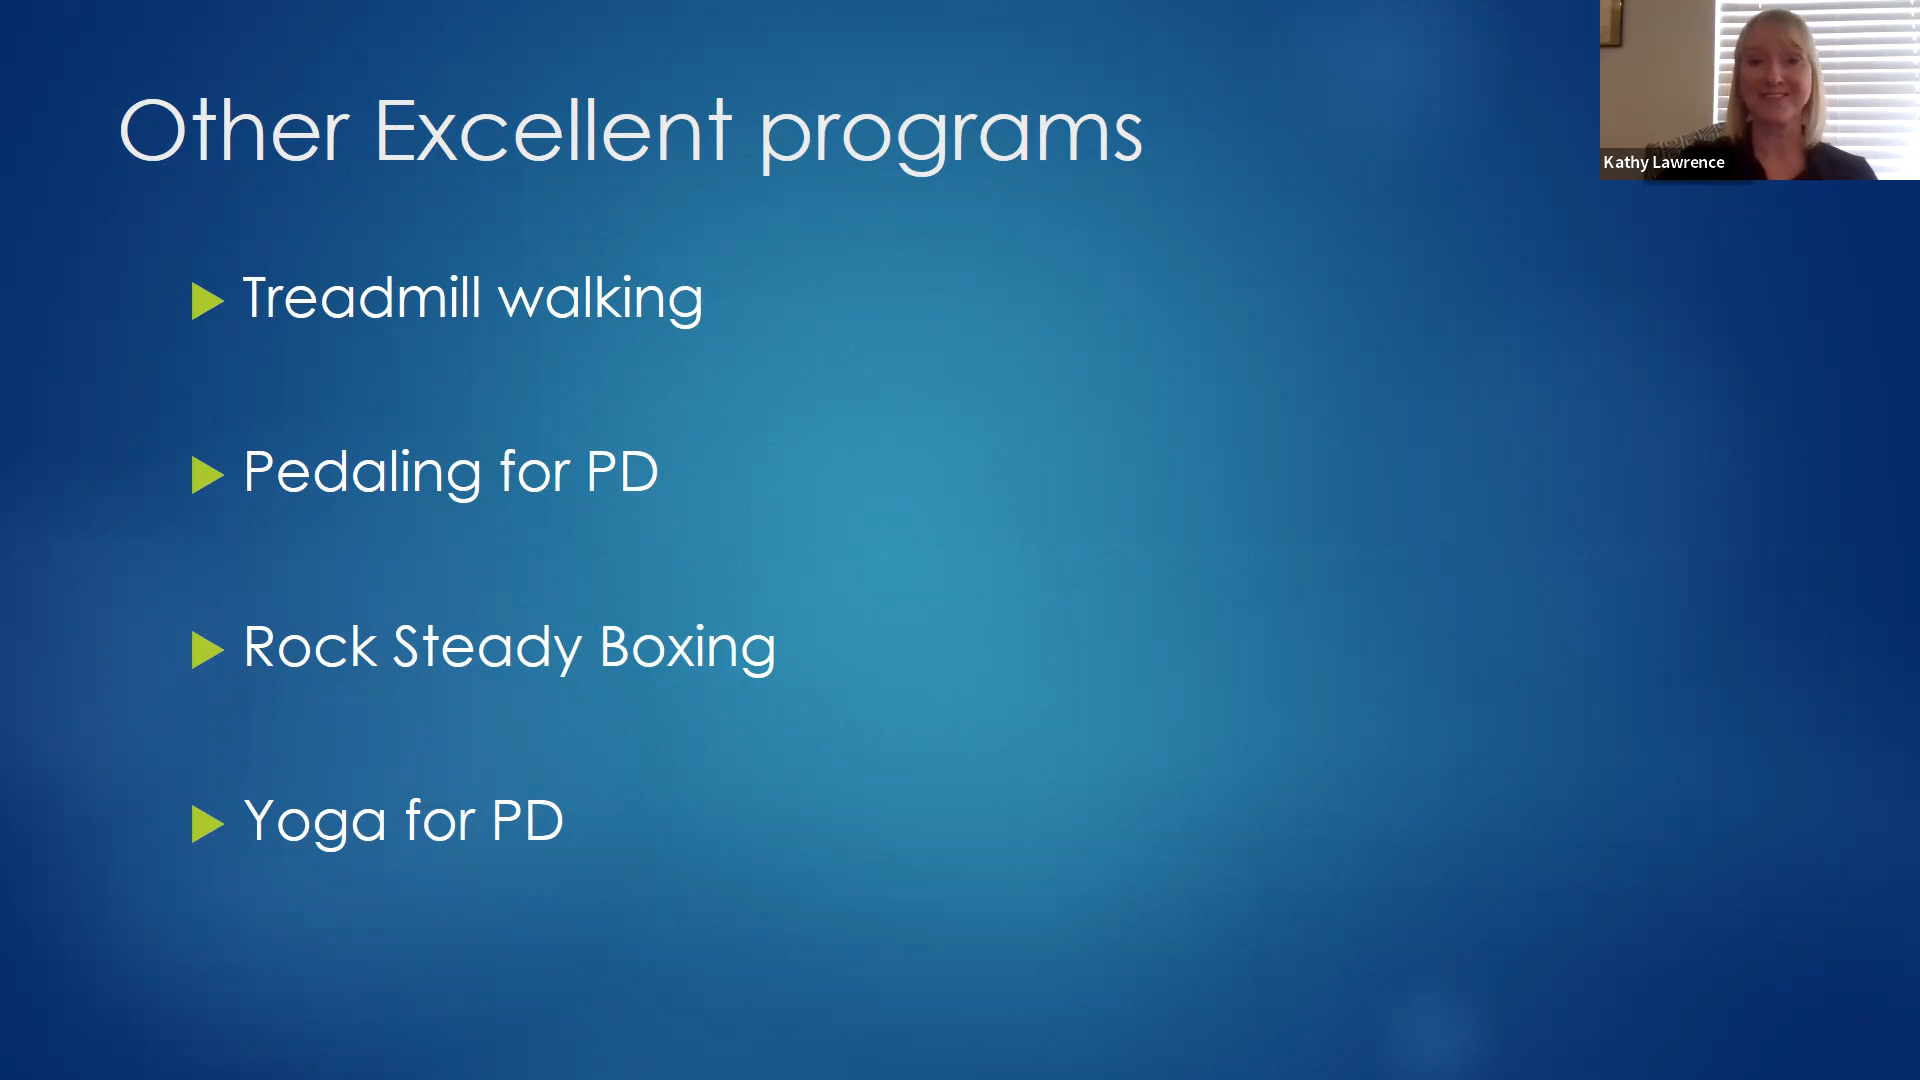 Other Excellent programs
Kathy Lawrence
Treadmill walking
Pedaling for PD
Rock Steady Boxing
Yoga for PD